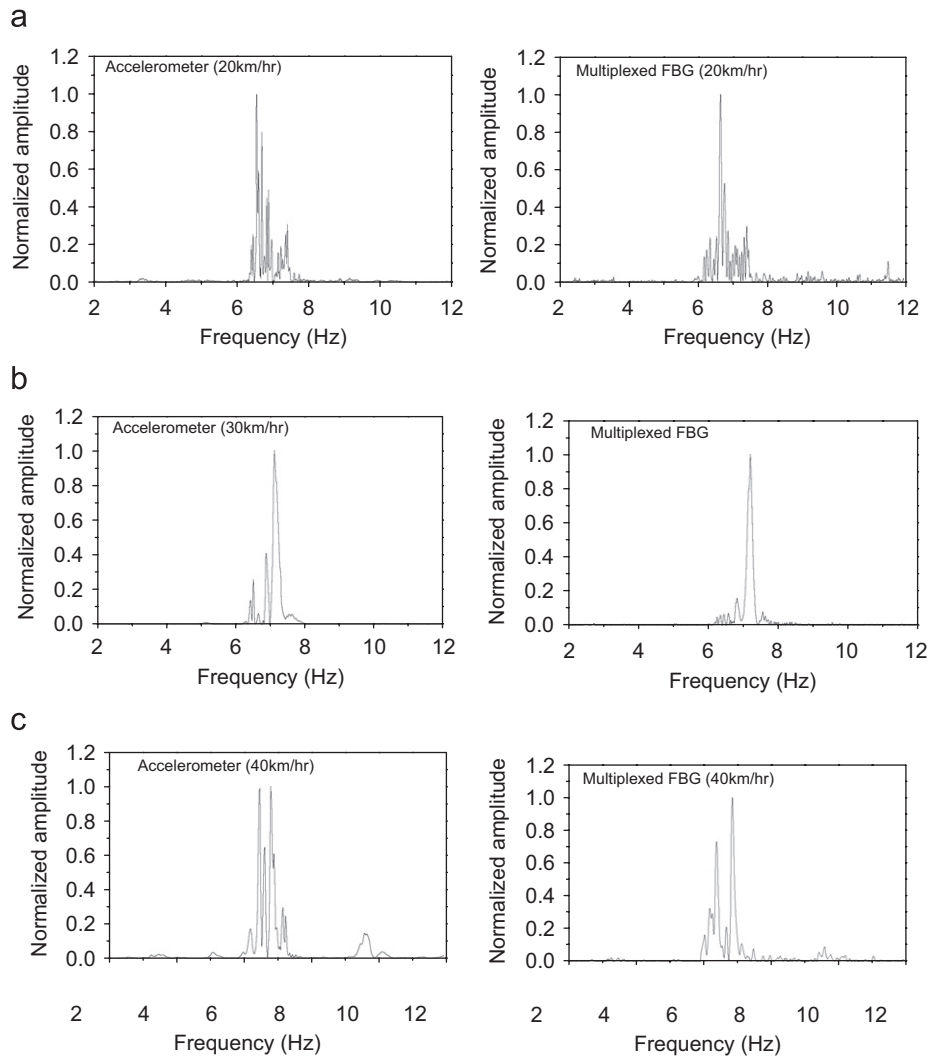 a
Accelerometer (20km/hr)
Normalized amplitude
1.2
1.0
0.8
0.6
0.4
0.2
0.0
2 4 6 8 10 12
Frequency (Hz)
Multiplexed FBG (20km/hr)
Normalized amplitude
1.2
1.0
0.8
0.6
0.4
0.2
0.0
2 4 6 8 10 12
Frequency (Hz)
b
Accelerometer (30km/hr)
Normalized amplitude
1.2
1.0
0.8
0.6
0.4
0.2
0.0
2 4 6 8 10 12
Frequency (Hz)
Multiplexed FBG
Normalized amplitude
1.2
1.0
0.8
0.6
0.4
0.2
0.0
2 4 6 8 10 12
Frequency (Hz)
c
Accelerometer (40km/hr)
Normalized amplitude
1.2
1.0
0.8
0.6
0.4
0.2
0.0
2 4 6 8 10 12
Frequency (Hz)
Multiplexed FBG (40km/hr)
Normalized amplitude
1.2
1.0
0.8
0.6
0.4
0.2
0.0
2 4 6 8 10 12
Frequency (Hz)